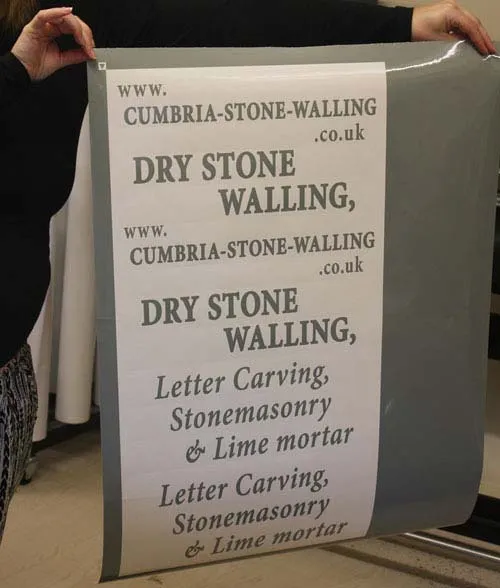 www.
CUMBRIA-STONE-WALLING
.co.uk
DRY STONE
WALLING,
www.
CUMBRIA-STONE-WALLING
.co.uk
DRY STONE
WALLING,
Letter Carving,
Stonemasonry
& Lime mortar
Letter Carving,
Stonemasonry
& Lime mortar